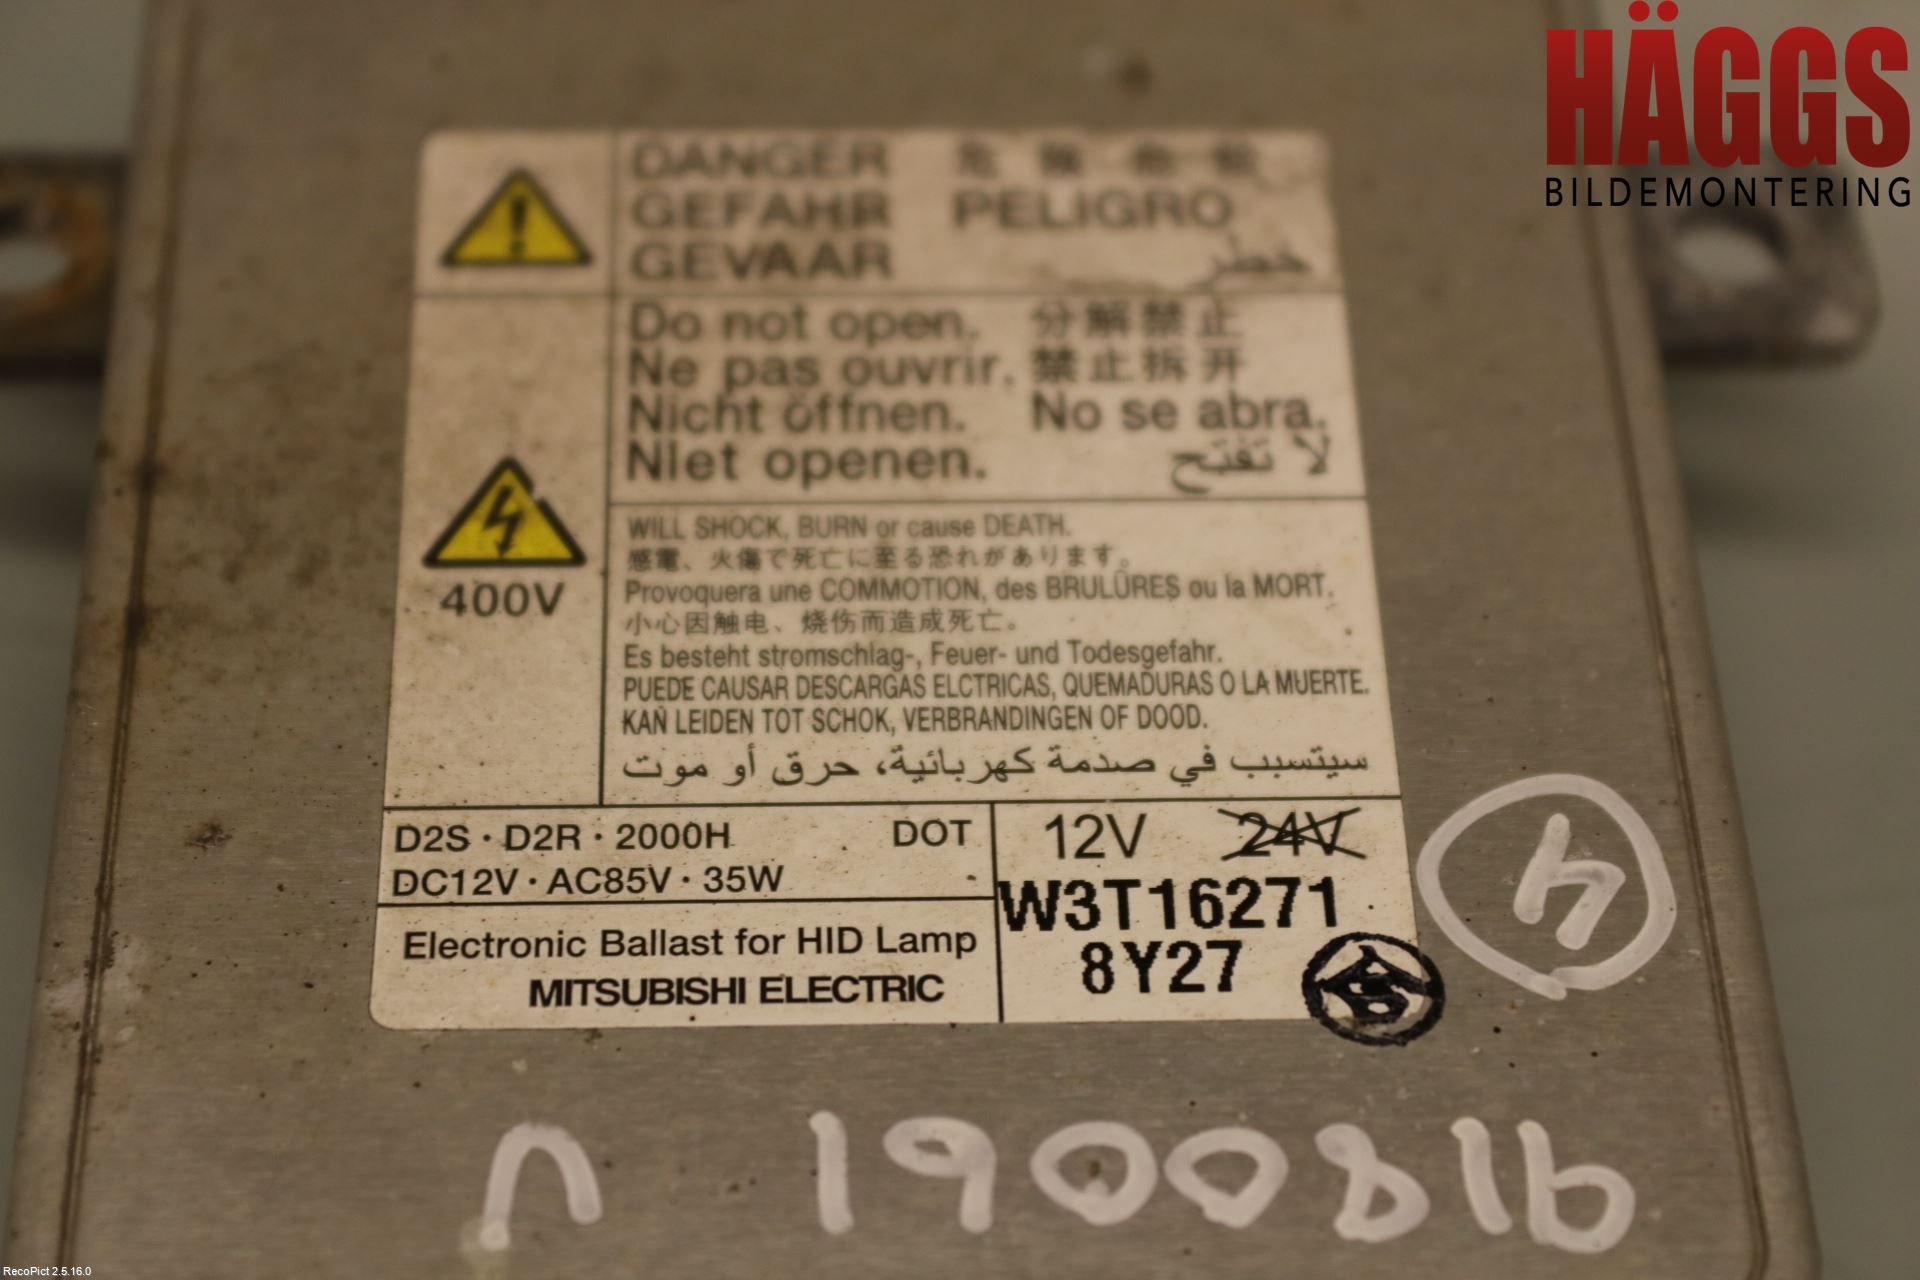 HÄGGS
BILDEMONTERING
DANGER
GEFAHR PELIGRO
GEVAAR خطر
Do not open. 分解禁止
Ne pas ouvrir. 禁止拆开
Nicht öffnen. No se abra.
Niet openen. لا تفتح
400V
WILL SHOCK, BURN or cause DEATH.
感電、火傷で死亡に至る恐れがあります。
Provoquera une COMMOTION, des BRULÛRES ou la MORT.
小心因触电、烧伤而造成死亡。
Es besteht stromschlag-, Feuer- und Todesgefahr.
PUEDE CAUSAR DESCARGAS ELCTRICAS, QUEMADURAS O LA MUERTE.
KAN LEIDEN TOT SCHOK, VERBRANDINGEN OF DOOD.
سيتسبب في صدمة كهربائية، حرق أو موت
D2S · D2R · 2000H DOT
DC12V · AC85V · 35W
12V 24V
W3T16271
8Y27
Electronic Ballast for HID Lamp
MITSUBISHI ELECTRIC
合
4
V 1900816
RecoPict 2.5.16.0